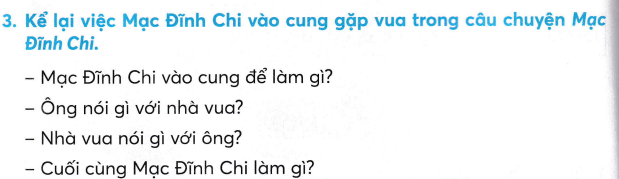 3. Kể lại việc Mạc Đĩnh Chi vào cung gặp vua trong câu chuyện Mạc
Đĩnh Chi.
– Mạc Đĩnh Chi vào cung để làm gì?
– Ông nói gì với nhà vua?
– Nhà vua nói gì với ông?
– Cuối cùng Mạc Đĩnh Chi làm gì?